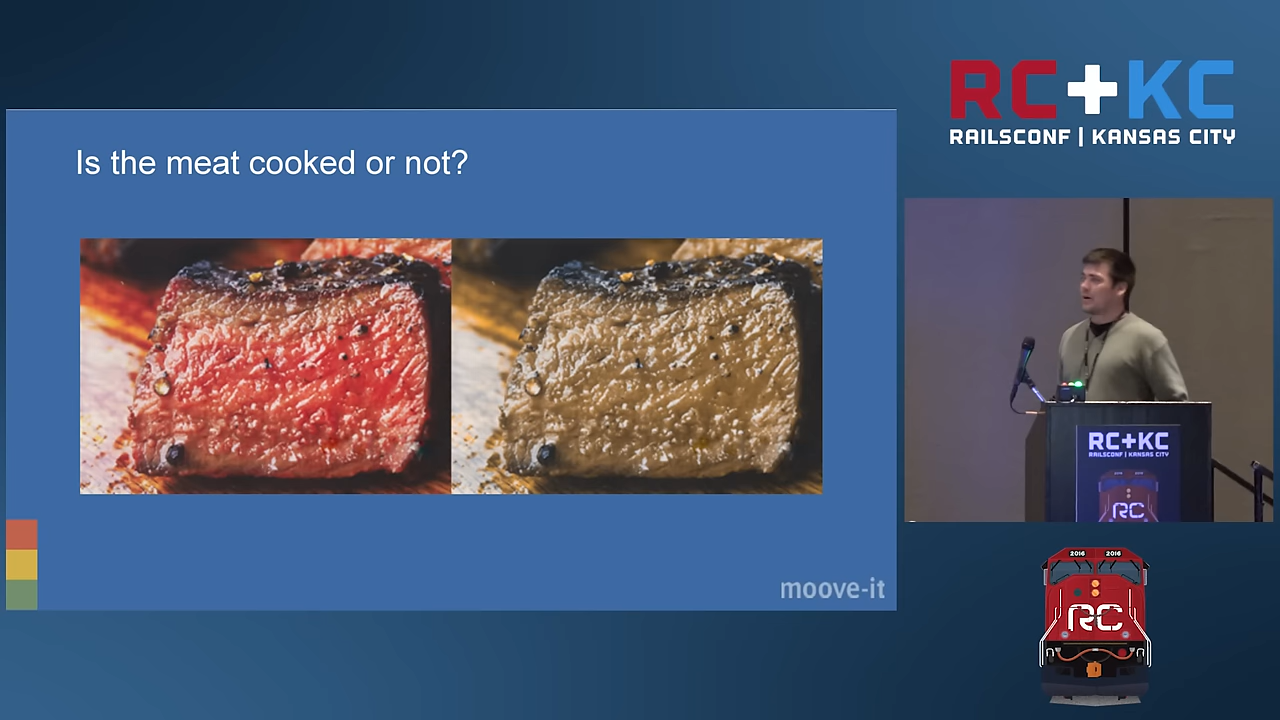 Is the meat cooked or not?
moove-it
RC+KC
RAILSCONF | KANSAS CITY
RC+KC
RAILSCONF | KANSAS CITY
RC
2016 2016
RC